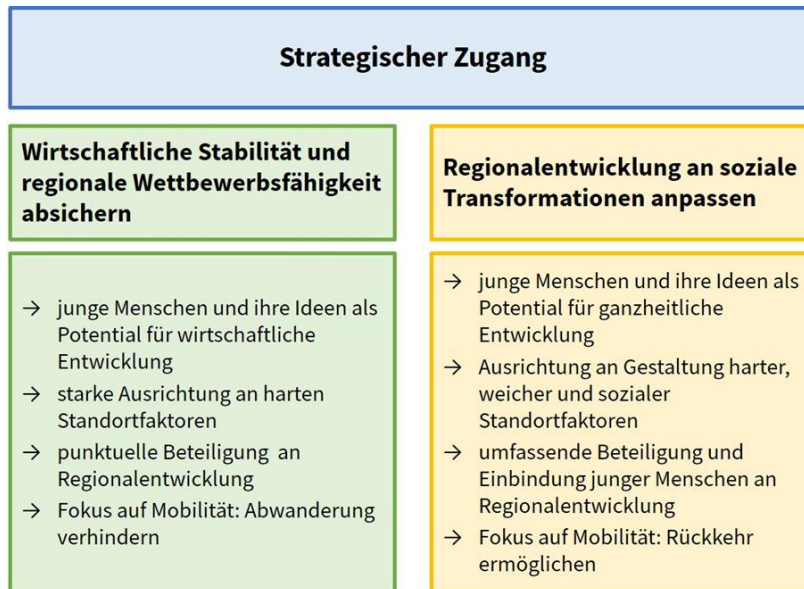 Strategischer Zugang
Wirtschaftliche Stabilität und
regionale Wettbewerbsfähigkeit
absichern
→ junge Menschen und ihre Ideen als
Potential für wirtschaftliche
Entwicklung
→ starke Ausrichtung an harten
Standortfaktoren
→ punktuelle Beteiligung an
Regionalentwicklung
→ Fokus auf Mobilität: Abwanderung
verhindern
Regionalentwicklung an soziale
Transformationen anpassen
→ junge Menschen und ihre Ideen als
Potential für ganzheitliche
Entwicklung
→ Ausrichtung an Gestaltung harter,
weicher und sozialer
Standortfaktoren
→ umfassende Beteiligung und
Einbindung junger Menschen an
Regionalentwicklung
→ Fokus auf Mobilität: Rückkehr
ermöglichen